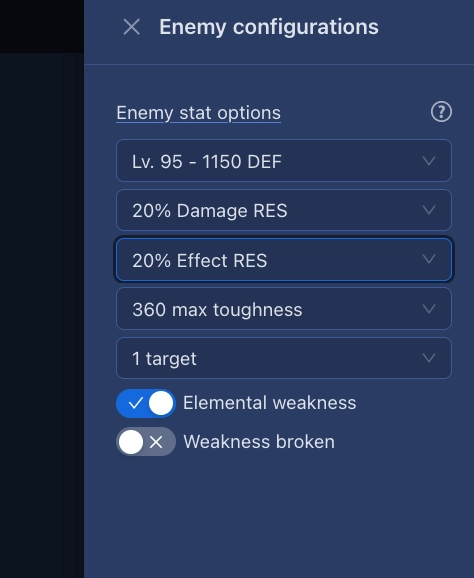 Enemy configurations
Enemy stat options
?
Lv. 95 - 1150 DEF
20% Damage RES
20% Effect RES
360 max toughness
1 target
Elemental weakness
Weakness broken